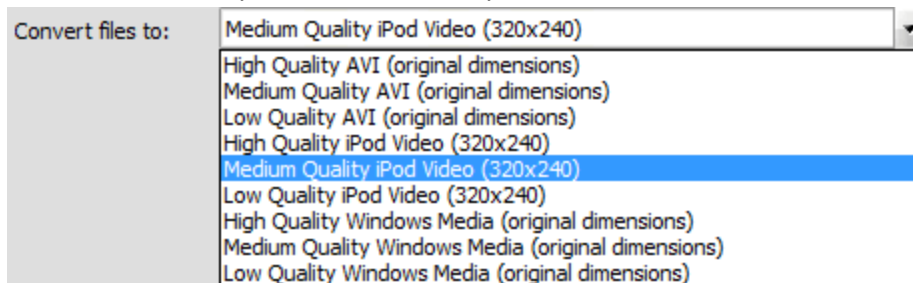 Convert files to: Medium Quality iPod Video (320x240)
High Quality AVI (original dimensions)
Medium Quality AVI (original dimensions)
Low Quality AVI (original dimensions)
High Quality iPod Video (320x240)
Medium Quality iPod Video (320x240)
Low Quality iPod Video (320x240)
High Quality Windows Media (original dimensions)
Medium Quality Windows Media (original dimensions)
Low Quality Windows Media (original dimensions)